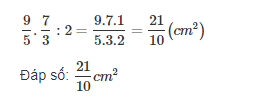 9/5 . 7/3 : 2 = 9.7.1/5.3.2 = 21/10 (cm²)
Đáp số: 21/10 cm²